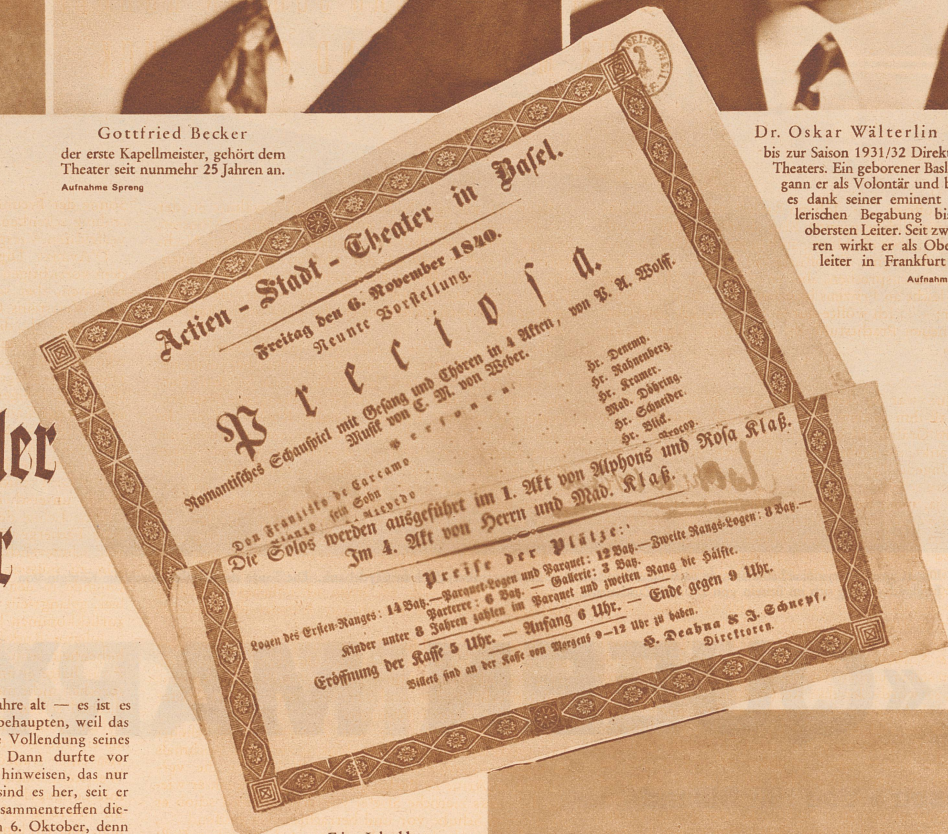 Gottfried Becker
der erste Kapellmeister, gehört dem
Theater seit nunmehr 25 Jahren an.
Aufnahme Spreng
Dr. Oskar Wälterlin
bis zur Saison 1931/32 Direkt
Theaters. Ein geborener Basl
gann er als Volontär und
es dank seiner eminent
lerischen Begabung bi
obersten Leiter. Seit zw
ren wirkt er als Obe
leiter in Frankfurt
Aufnahm
Actien-Stadt-Theater in Basel.
Freitag den 6. November 1840.
Neunte Vorstellung.
Preciosa.
Romantisches Schauspiel mit Gesang und Chören in 4 Akten, von P. A. Wolff.
Musik von C. M. von Weber.
Personen:
Don Franzisko de Carcamo
sein Sohn
Hr. Denemy.
Hr. Rahnenberg.
Hr. Kramer.
Mad. Döbring.
Hr. Schneider.
Hr. Blick.
Die Solos werden ausgeführt im 1. Akt von Alphons und Rosa Klaß.
Im 4. Akt von Herrn und Mad. Klaß.
Preise der Plätze:
Logen des Ersten-Ranges: 14 Batz.—Parquet-Logen und Parquet: 12 Batz.—Zweite Rangs-Logen: 8 Batz.—
Parterre: 6 Batz. — Gallerie: 3 Batz.
Kinder unter 8 Jahren zahlen im Parquet und zweiten Rang die Hälfte.
Eröffnung der Kasse 5 Uhr. — Anfang 6 Uhr. — Ende gegen 9 Uhr.
Billets sind an der Kasse von Morgens 9–12 Uhr zu haben.
H. Deahna & J. Schnepf,
Direktoren.
ler
r
ahre alt — es ist es
behaupten, weil das
Vollendung seines
Dann durfte vor
hinweisen, das nur
sind es her, seit er
sammentreffen die-
6. Oktober, denn